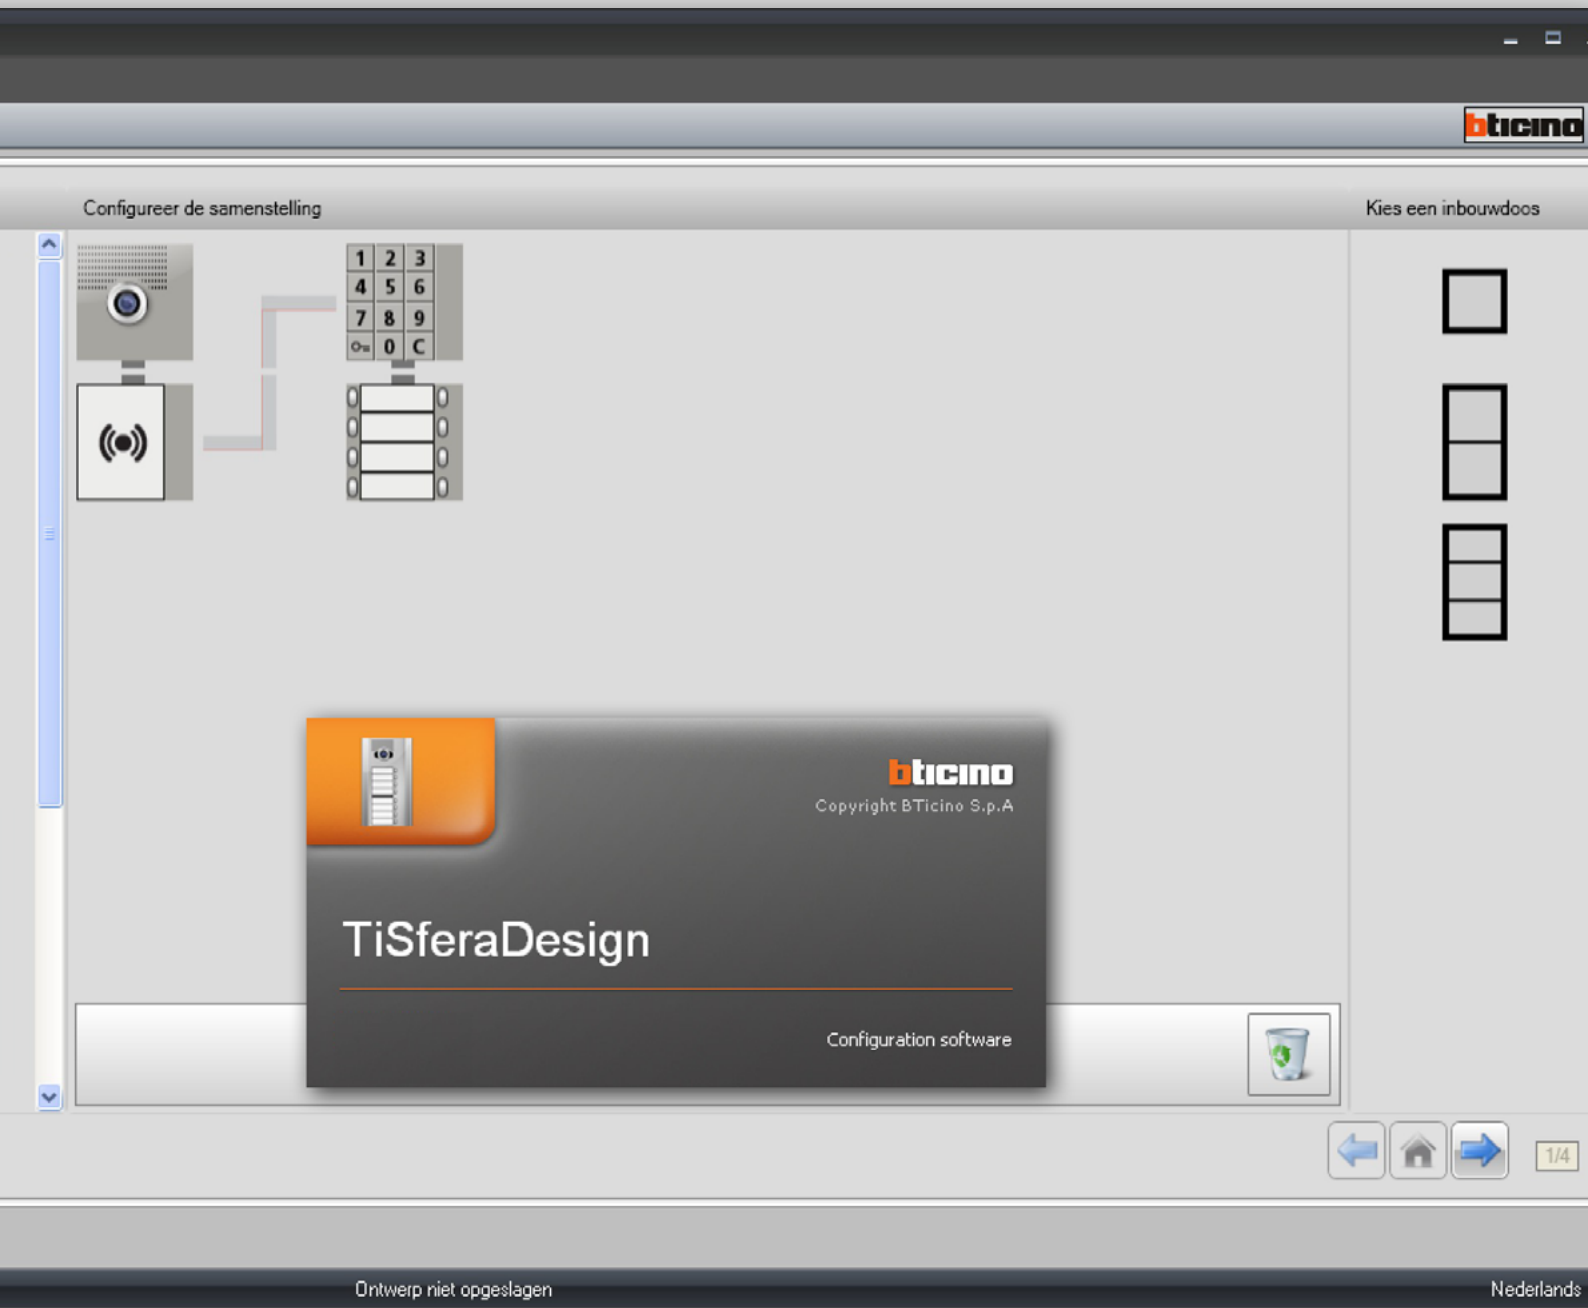 bticino
Configureer de samenstelling
Kies een inbouwdoos
1 2 3
4 5 6
7 8 9
0 C
bticino
Copyright BTicino S.p.A
TiSferaDesign
Configuration software
1/4
Ontwerp niet opgeslagen
Nederlands